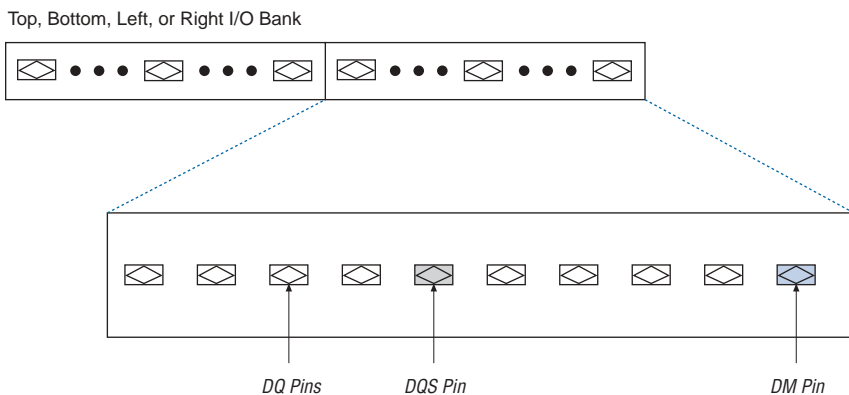 Top, Bottom, Left, or Right I/O Bank
DQ Pins
DQS Pin
DM Pin